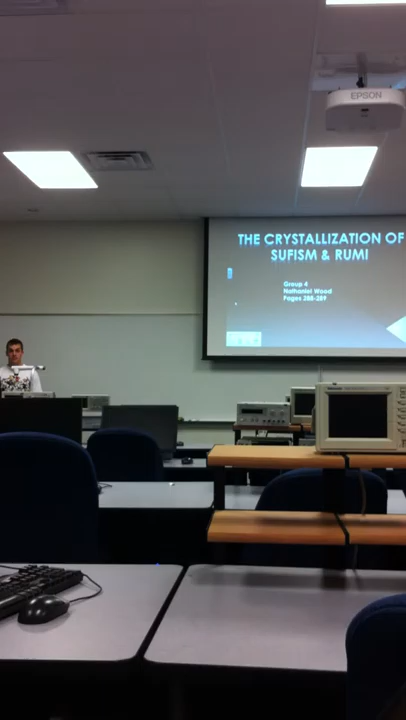 EPSON
THE CRYSTALLIZATION OF
SUFISM & RUMI
Group 4
Nathaniel Wood
Pages 288-289